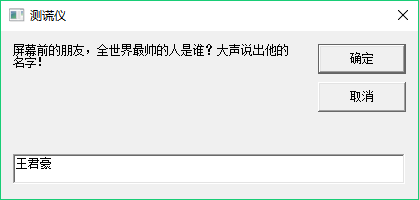 测谎仪
屏幕前的朋友，全世界最帅的人是谁？大声说出他的
名字！
确定
取消
王君豪